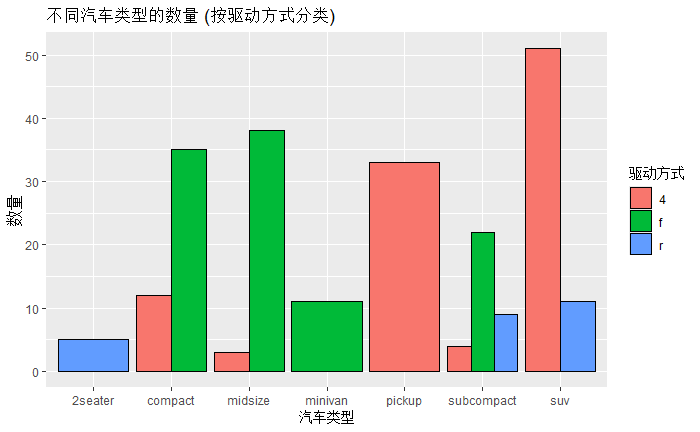 不同汽车类型的数量 (按驱动方式分类)
数量
50
40
30
20
10
0
2seater compact midsize minivan pickup subcompact suv
汽车类型
驱动方式
4
f
r